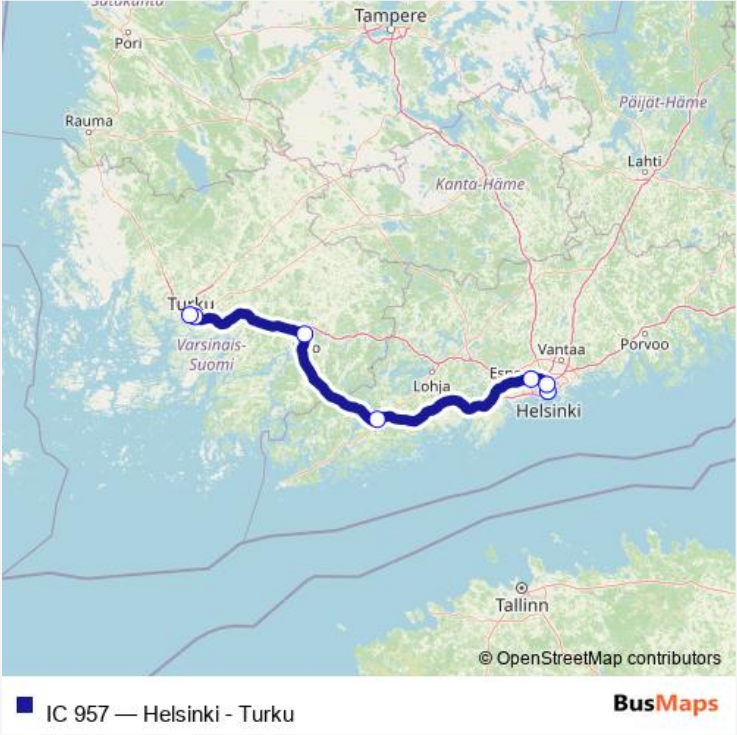 Satakunta
Tampere
Pori
Päijät-Häme
Rauma
Lahti
Kanta-Häme
Turku
Varsinais-
Suomi
Vantaa
Porvoo
Lohja
Helsinki
Tallinn
© OpenStreetMap contributors
IC 957 — Helsinki - Turku
BusMaps